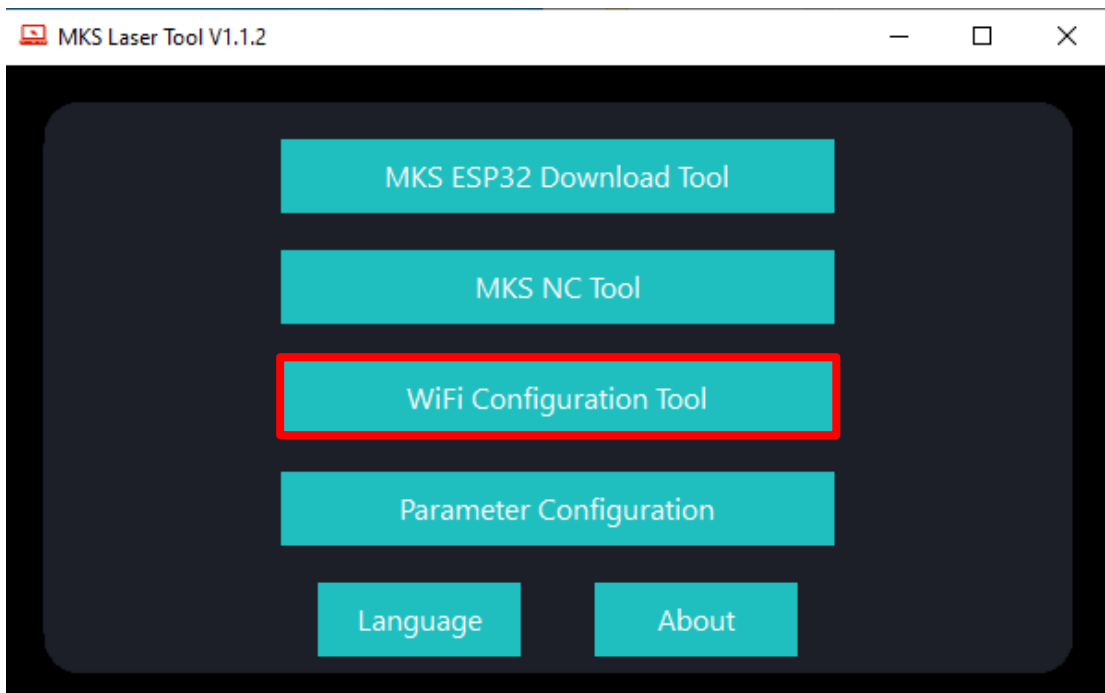 MKS Laser Tool V1.1.2
MKS ESP32 Download Tool
MKS NC Tool
WiFi Configuration Tool
Parameter Configuration
Language
About